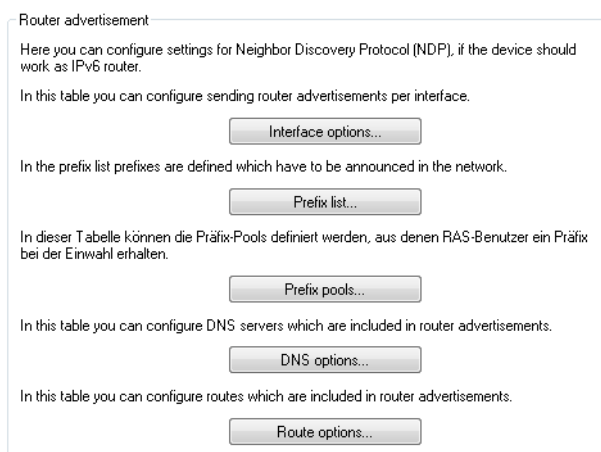 Router advertisement
Here you can configure settings for Neighbor Discovery Protocol (NDP), if the device should
work as IPv6 router.
In this table you can configure sending router advertisements per interface.
Interface options...
In the prefix list prefixes are defined which have to be announced in the network.
Prefix list...
In dieser Tabelle können die Präfix-Pools definiert werden, aus denen RAS-Benutzer ein Präfix
bei der Einwahl erhalten.
Prefix pools...
In this table you can configure DNS servers which are included in router advertisements.
DNS options...
In this table you can configure routes which are included in router advertisements.
Route options...